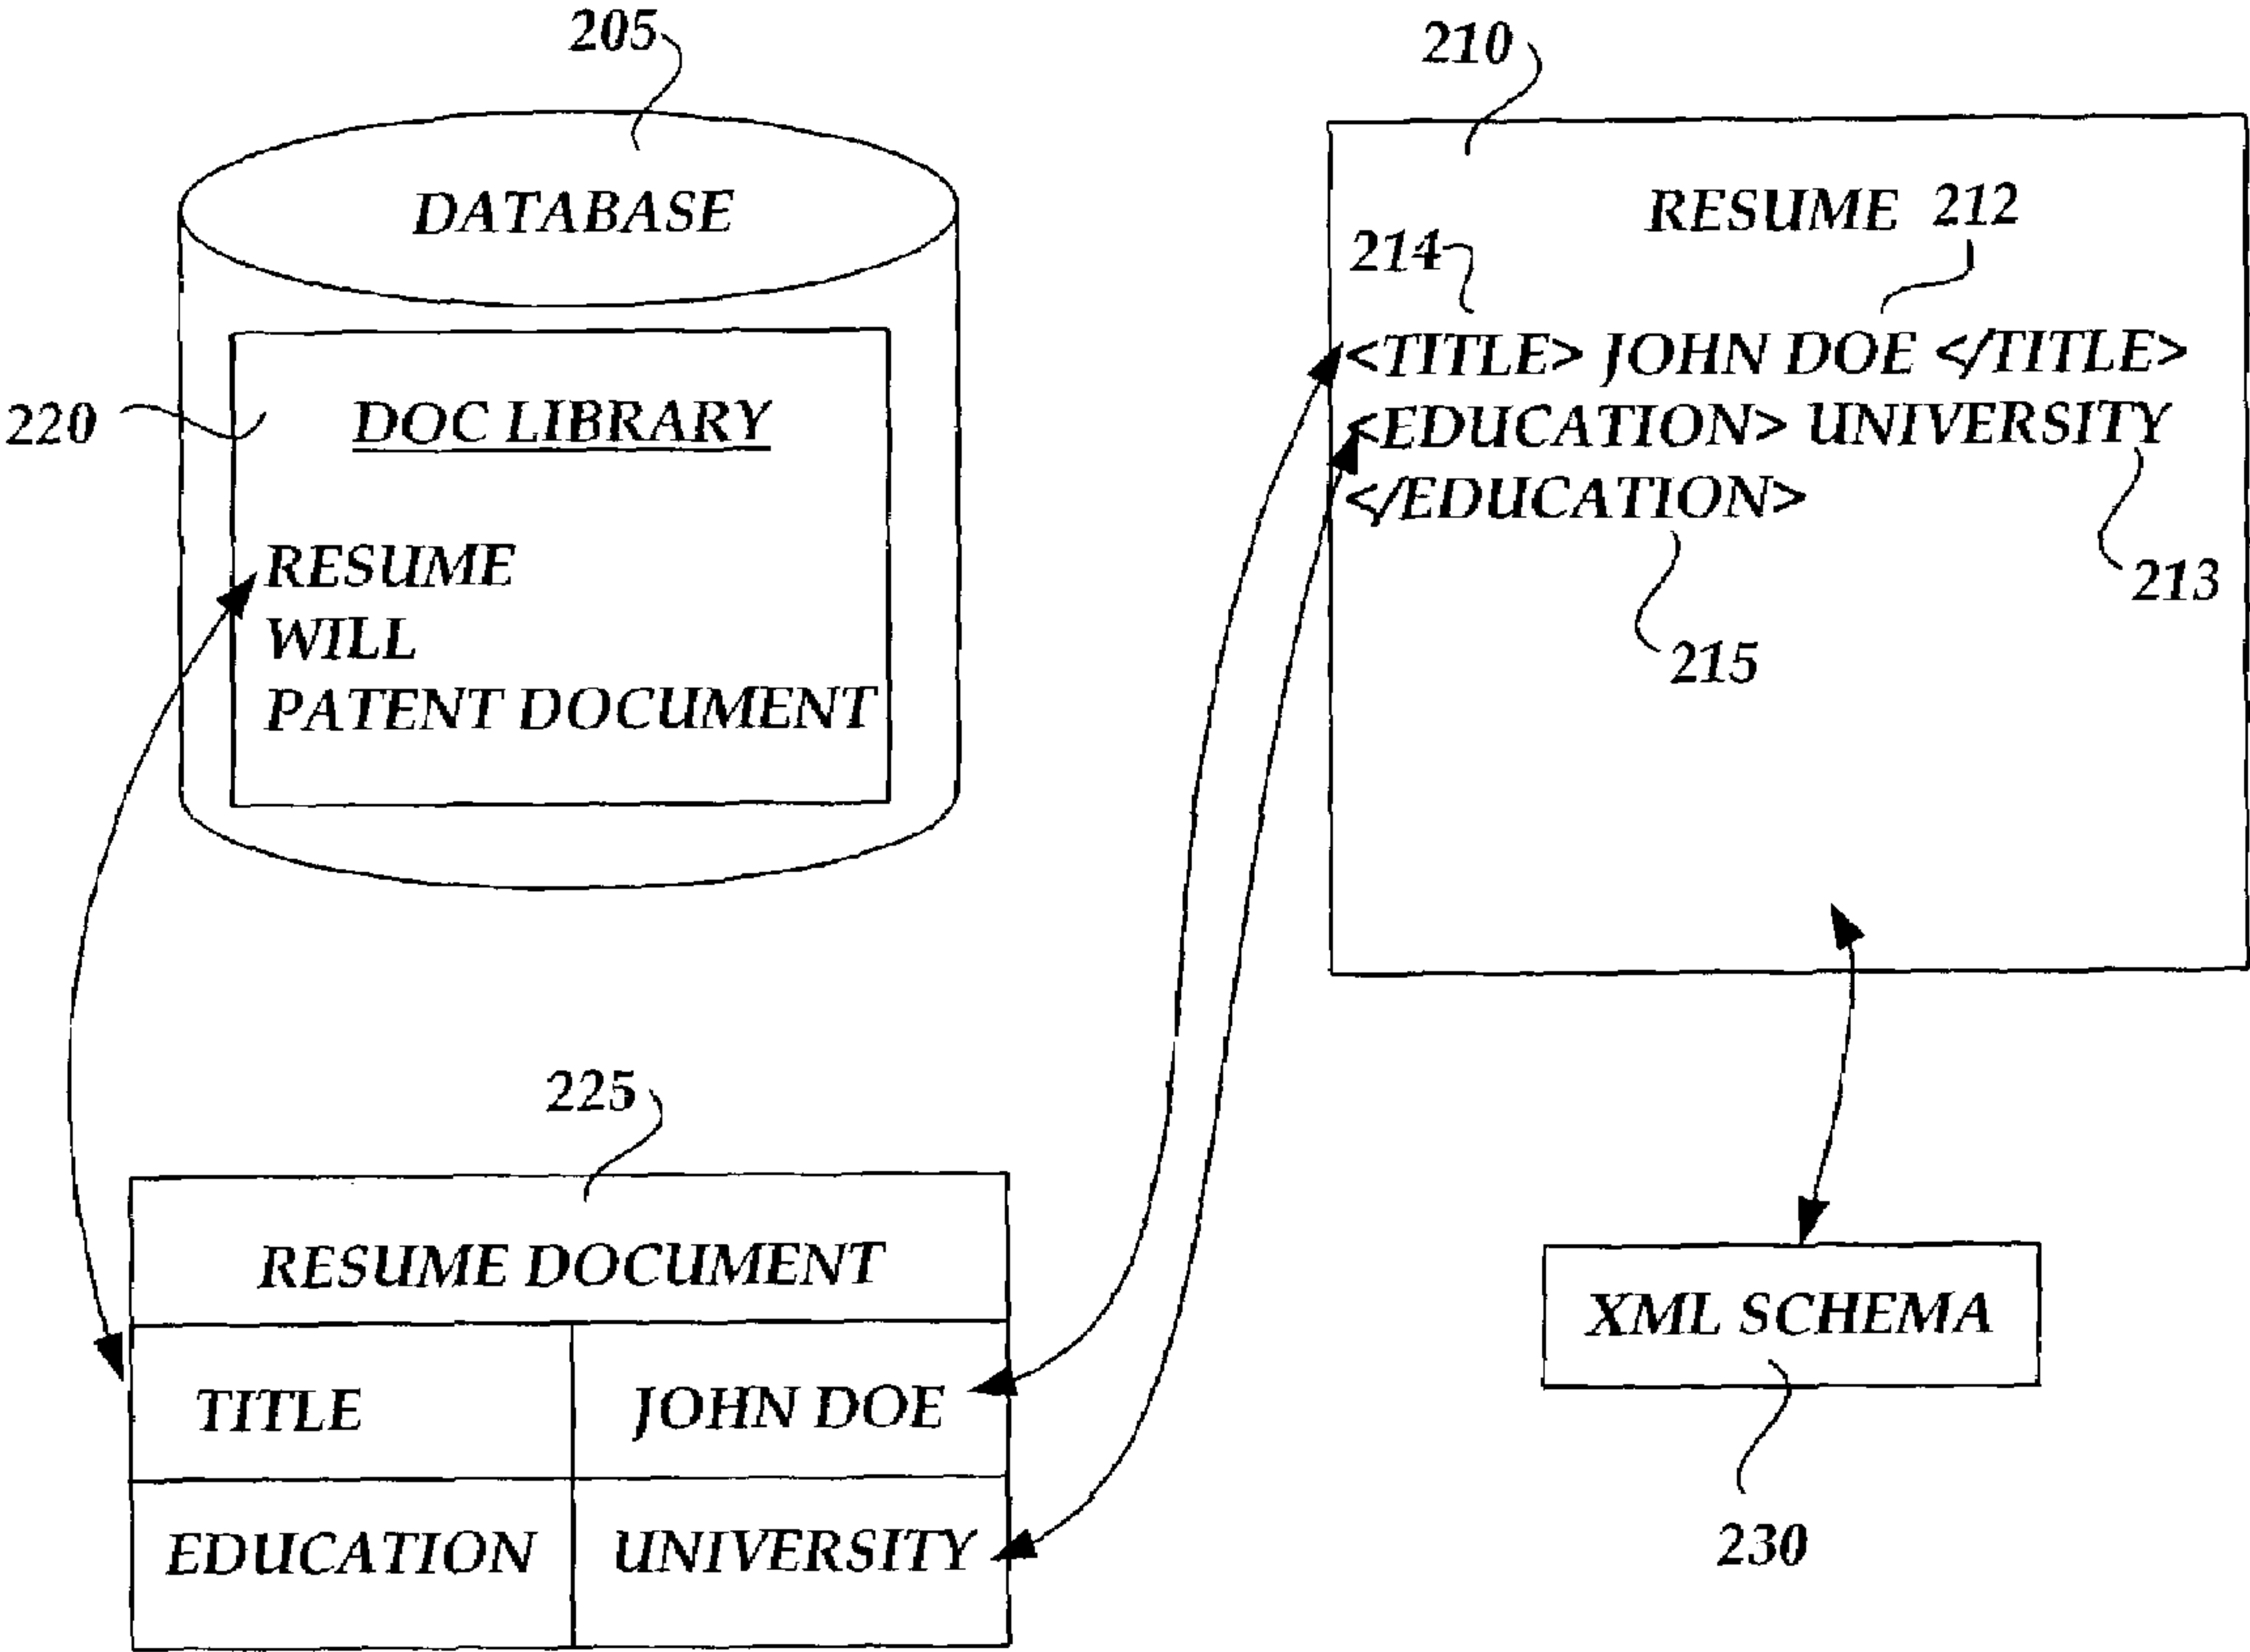 205
DATABASE
220
DOC LIBRARY
RESUME
WILL
PATENT DOCUMENT
210
RESUME 212
214
<TITLE> JOHN DOE </TITLE>
<EDUCATION> UNIVERSITY
</EDUCATION>
213
215
225
RESUME DOCUMENT
TITLE JOHN DOE
EDUCATION UNIVERSITY
XML SCHEMA
230